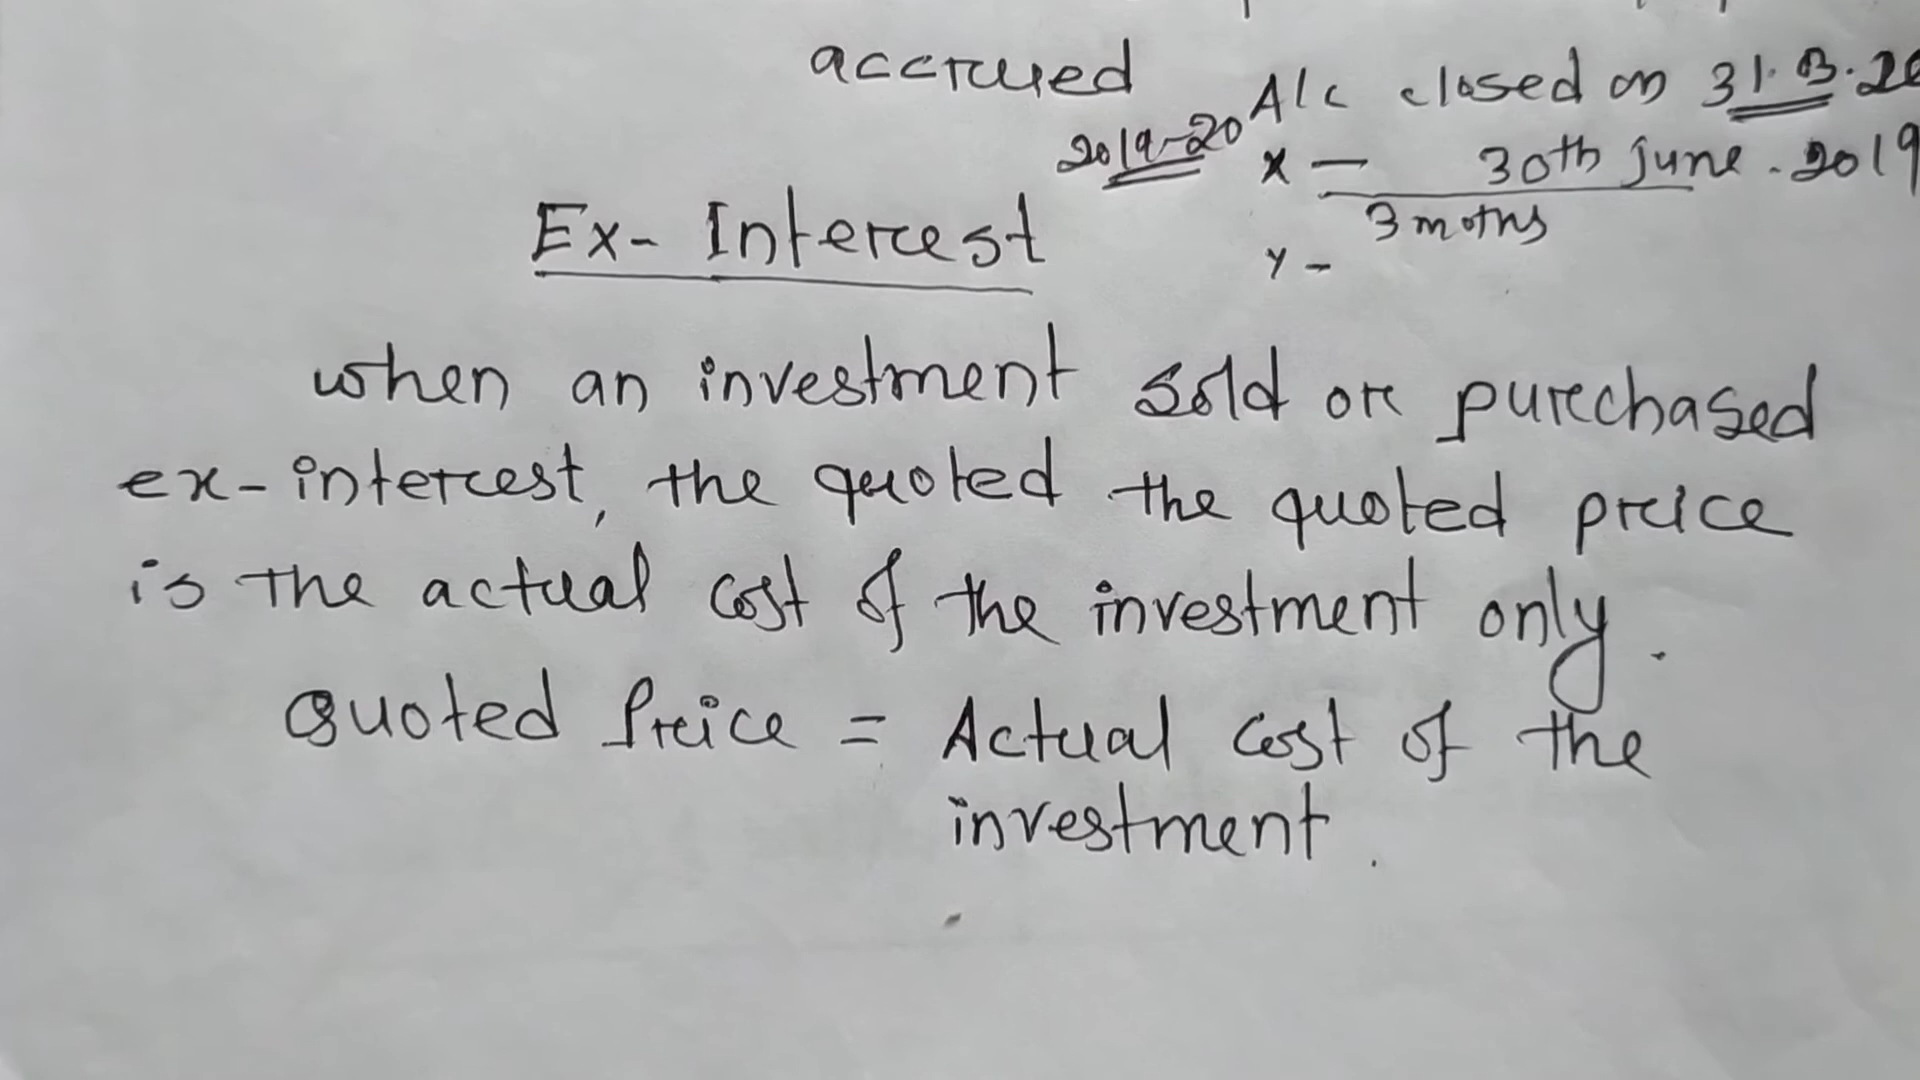 accrued
A/c closed on 31.3.20
2019-20
X - 30th June. 2019
3 moths
Y -
Ex- Interest
when an investment sold or purchased
ex-interest, the quoted the quoted price
is the actual cost of the investment only.
Quoted Price = Actual cost of the
investment.